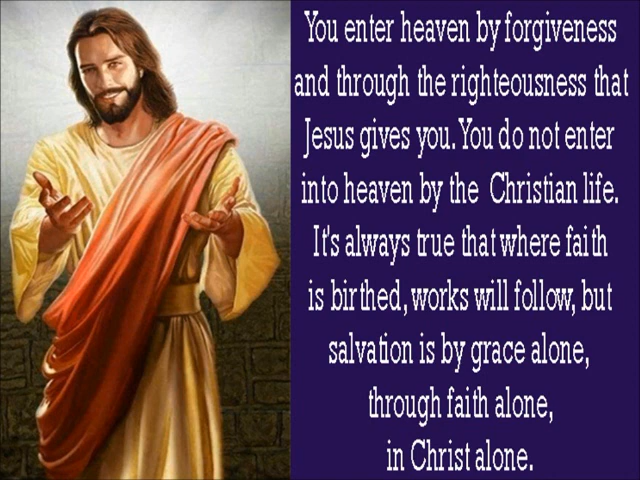 You enter heaven by forgiveness
and through the righteousness that
Jesus gives you. You do not enter
into heaven by the Christian life.
It's always true that where faith
is birthed, works will follow, but
salvation is by grace alone,
through faith alone,
in Christ alone.